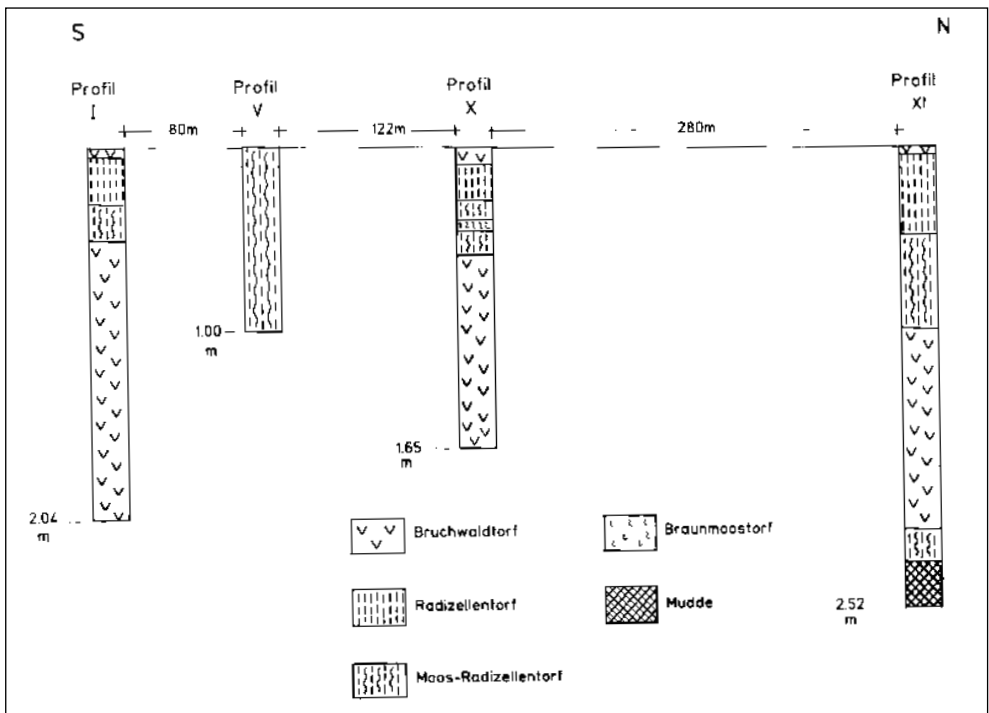 S
N
Profil
I
Profil
V
Profil
X
Profil
XI
80m
122m
280m
1.00
m
1.65
m
2.04
m
2.52
m
Bruchwaldtorf
Braunmoostorf
Radizellentorf
Mudde
Moos-Radizellentorf